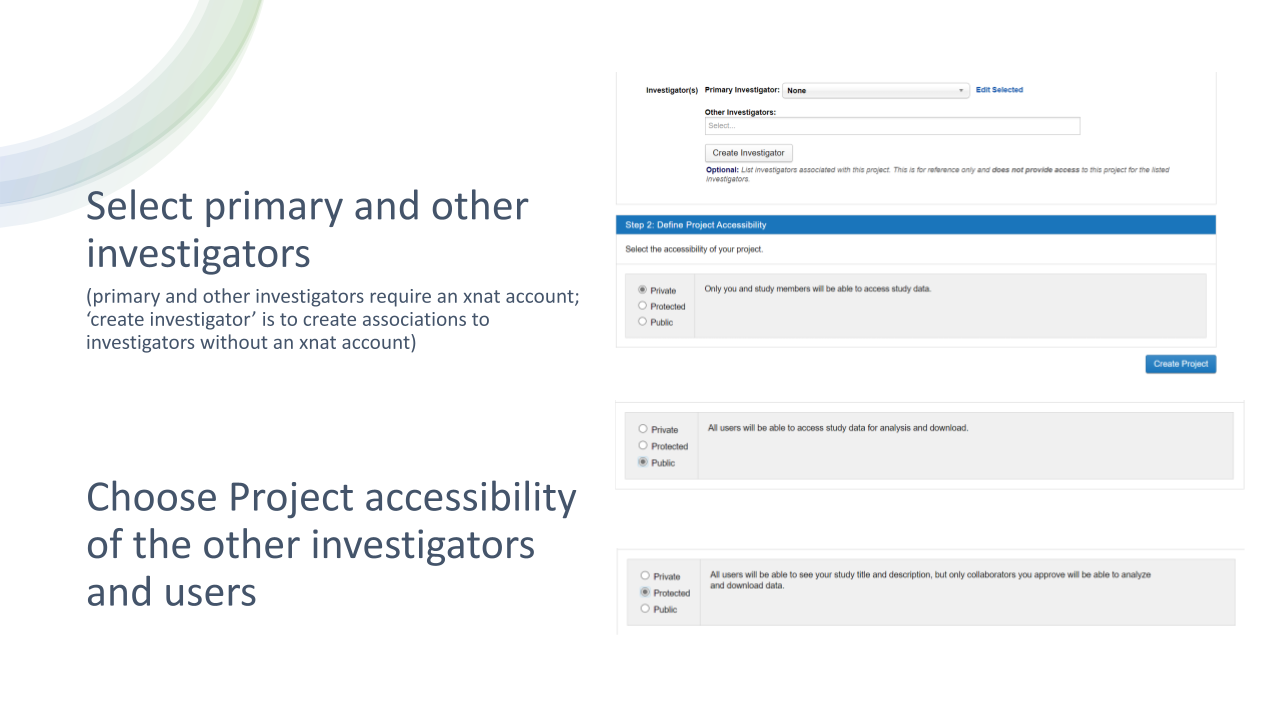 Select primary and other
investigators
(primary and other investigators require an xnat account;
‘create investigator’ is to create associations to
investigators without an xnat account)
Choose Project accessibility
of the other investigators
and users
Investigator(s) Primary Investigator: None Edit Selected
Other Investigators:
Select...
Create Investigator
Optional: List investigators associated with this project. This is for reference only and does not provide access to this project for the listed
investigators.
Step 2: Define Project Accessibility
Select the accessibility of your project.
Private Only you and study members will be able to access study data.
Protected
Public
Create Project
Private All users will be able to access study data for analysis and download.
Protected
Public
Private All users will be able to see your study title and description, but only collaborators you approve will be able to analyze
and download data.
Protected
Public